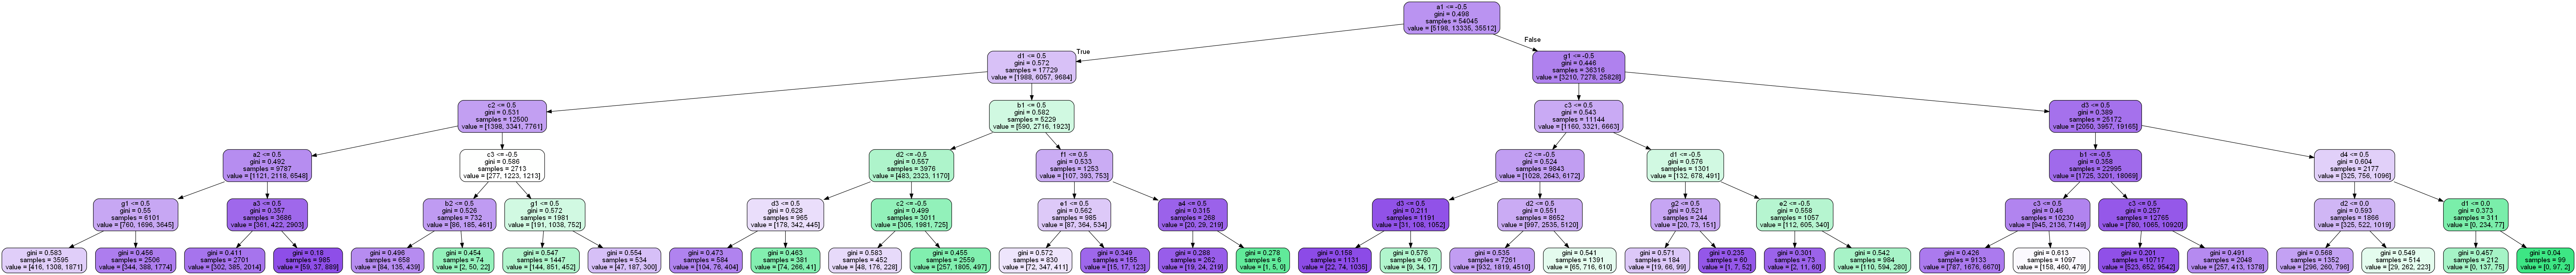 a1 <= -0.5
gini = 0.498
samples = 54045
value = [5198, 13335, 35512]
True
False
d1 <= 0.5
gini = 0.572
samples = 17729
value = [1988, 6057, 9684]
g1 <= -0.5
gini = 0.446
samples = 36316
value = [3210, 7278, 25828]
c2 <= 0.5
gini = 0.531
samples = 12500
value = [1398, 3341, 7761]
b1 <= 0.5
gini = 0.582
samples = 5229
value = [590, 2716, 1923]
c3 <= 0.5
gini = 0.543
samples = 11144
value = [1160, 3321, 6663]
d3 <= 0.5
gini = 0.389
samples = 25172
value = [2050, 3957, 19165]
a2 <= 0.5
gini = 0.492
samples = 9787
value = [1121, 2118, 6548]
c3 <= -0.5
gini = 0.586
samples = 2713
value = [277, 1223, 1213]
d2 <= -0.5
gini = 0.557
samples = 3976
value = [483, 2323, 1170]
f1 <= 0.5
gini = 0.533
samples = 1253
value = [107, 393, 753]
c2 <= -0.5
gini = 0.524
samples = 9843
value = [1028, 2643, 6172]
d1 <= -0.5
gini = 0.576
samples = 1301
value = [132, 678, 491]
b1 <= -0.5
gini = 0.358
samples = 22995
value = [1725, 3201, 18069]
d4 <= 0.5
gini = 0.604
samples = 2177
value = [325, 756, 1096]
g1 <= 0.5
gini = 0.55
samples = 6101
value = [760, 1696, 3645]
a3 <= 0.5
gini = 0.357
samples = 3686
value = [361, 422, 2903]
b2 <= 0.5
gini = 0.526
samples = 732
value = [86, 185, 461]
g1 <= 0.5
gini = 0.572
samples = 1981
value = [191, 1038, 752]
d3 <= 0.5
gini = 0.628
samples = 965
value = [178, 342, 445]
c2 <= -0.5
gini = 0.499
samples = 3011
value = [305, 1981, 725]
e1 <= 0.5
gini = 0.562
samples = 985
value = [87, 364, 534]
a4 <= 0.5
gini = 0.315
samples = 268
value = [20, 29, 219]
d3 <= 0.5
gini = 0.211
samples = 1191
value = [31, 108, 1052]
d2 <= 0.5
gini = 0.551
samples = 8652
value = [997, 2535, 5120]
g2 <= 0.5
gini = 0.521
samples = 244
value = [20, 73, 151]
e2 <= -0.5
gini = 0.558
samples = 1057
value = [112, 605, 340]
c3 <= 0.5
gini = 0.46
samples = 10230
value = [945, 2136, 7149]
c3 <= 0.5
gini = 0.257
samples = 12765
value = [780, 1065, 10920]
d2 <= 0.0
gini = 0.593
samples = 1866
value = [325, 522, 1019]
d1 <= 0.0
gini = 0.373
samples = 311
value = [0, 234, 77]
gini = 0.583
samples = 3595
value = [416, 1308, 1871]
gini = 0.456
samples = 2506
value = [344, 388, 1774]
gini = 0.411
samples = 2701
value = [302, 385, 2014]
gini = 0.18
samples = 985
value = [59, 37, 889]
gini = 0.496
samples = 658
value = [84, 135, 439]
gini = 0.454
samples = 74
value = [2, 50, 22]
gini = 0.547
samples = 1447
value = [144, 851, 452]
gini = 0.554
samples = 534
value = [47, 187, 300]
gini = 0.473
samples = 584
value = [104, 76, 404]
gini = 0.463
samples = 381
value = [74, 266, 41]
gini = 0.583
samples = 452
value = [48, 176, 228]
gini = 0.455
samples = 2559
value = [257, 1805, 497]
gini = 0.572
samples = 830
value = [72, 347, 411]
gini = 0.349
samples = 155
value = [15, 17, 123]
gini = 0.288
samples = 262
value = [19, 24, 219]
gini = 0.278
samples = 6
value = [1, 5, 0]
gini = 0.158
samples = 1131
value = [22, 74, 1035]
gini = 0.576
samples = 60
value = [9, 34, 17]
gini = 0.535
samples = 7261
value = [932, 1819, 4510]
gini = 0.541
samples = 1391
value = [65, 716, 610]
gini = 0.571
samples = 184
value = [19, 66, 99]
gini = 0.235
samples = 60
value = [1, 7, 52]
gini = 0.301
samples = 73
value = [2, 11, 60]
gini = 0.542
samples = 984
value = [110, 594, 280]
gini = 0.426
samples = 9133
value = [787, 1676, 6670]
gini = 0.613
samples = 1097
value = [158, 460, 479]
gini = 0.201
samples = 10717
value = [523, 652, 9542]
gini = 0.491
samples = 2048
value = [257, 413, 1378]
gini = 0.568
samples = 1352
value = [296, 260, 796]
gini = 0.549
samples = 514
value = [29, 262, 223]
gini = 0.457
samples = 212
value = [0, 137, 75]
gini = 0.04
samples = 99
value = [0, 97, 2]